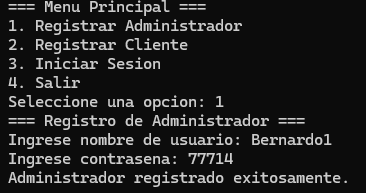 === Menu Principal ===
1. Registrar Administrador
2. Registrar Cliente
3. Iniciar Sesion
4. Salir
Seleccione una opcion: 1
=== Registro de Administrador ===
Ingrese nombre de usuario: Bernardo1
Ingrese contrasena: 77714
Administrador registrado exitosamente.